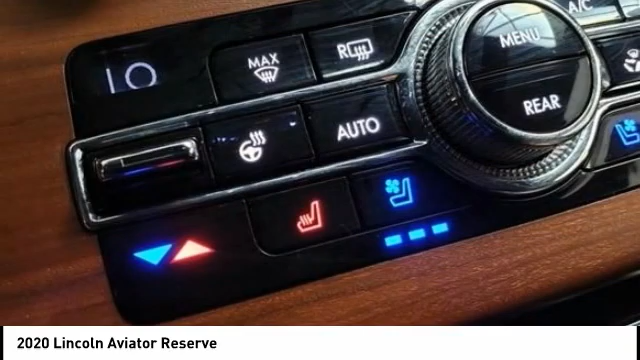 A/C
MENU
MAX
R
REAR
AUTO
2020 Lincoln Aviator Reserve